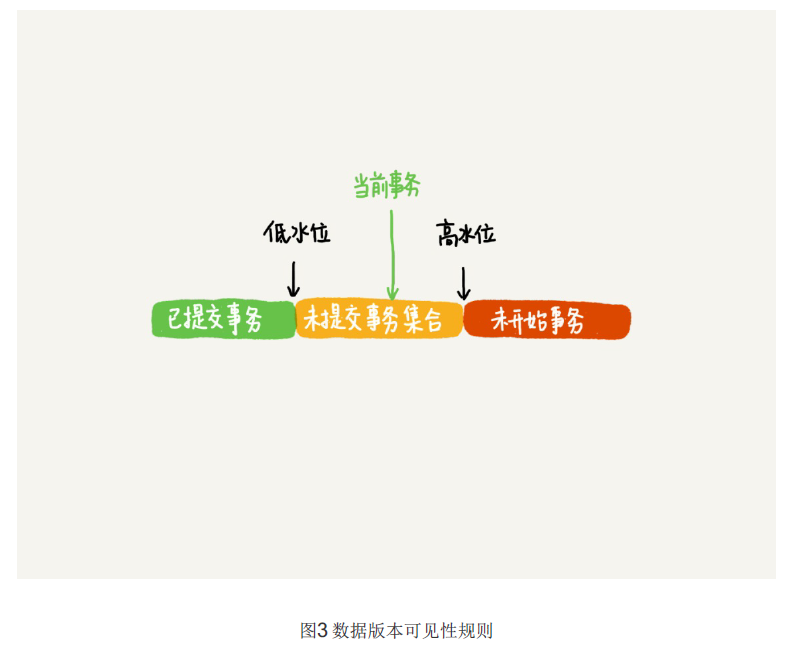 当前事务
低水位
高水位
已提交事务
未提交事务集合
未开始事务
图3 数据版本可见性规则